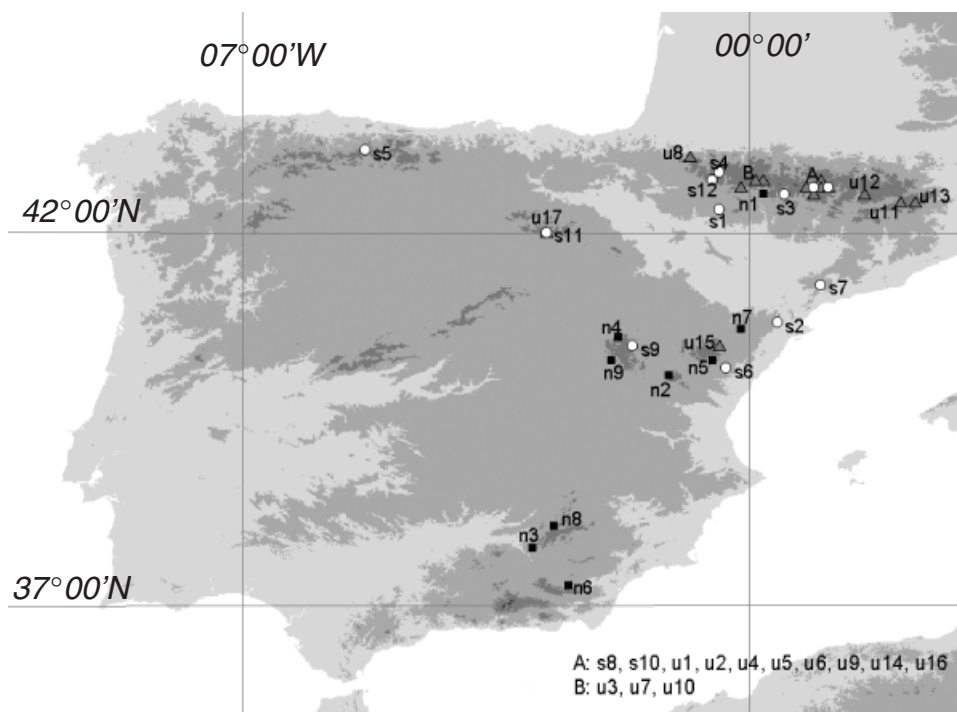 07°00'W
00°00'
u8
s4
B
A
s12
n1
s3
u12
u11
u13
s5
42°00'N
s1
u17
s11
s7
n7
s2
n4
s9
u15
n9
n2
n5
s6
n8
n3
n6
37°00'N
A: s8, s10, u1, u2, u4, u5, u6, u9, u14, u16
B: u3, u7, u10